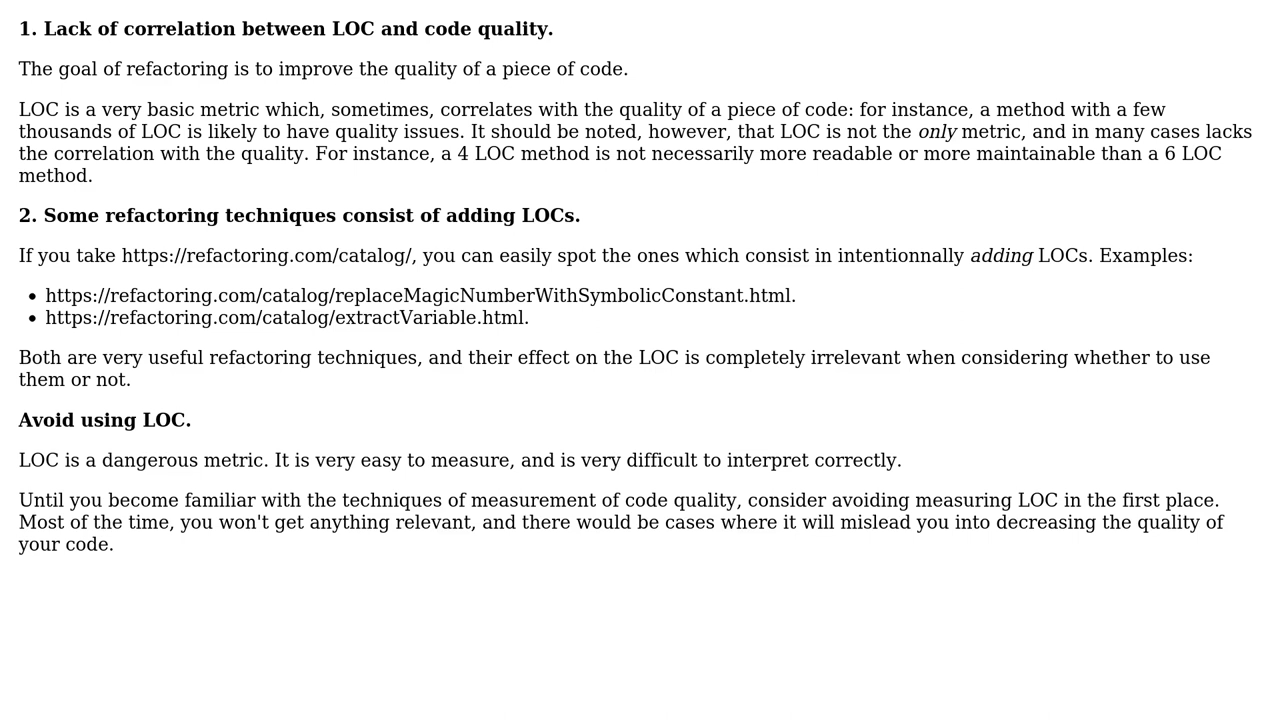 1. Lack of correlation between LOC and code quality.
The goal of refactoring is to improve the quality of a piece of code.
LOC is a very basic metric which, sometimes, correlates with the quality of a piece of code: for instance, a method with a few
thousands of LOC is likely to have quality issues. It should be noted, however, that LOC is not the only metric, and in many cases lacks
the correlation with the quality. For instance, a 4 LOC method is not necessarily more readable or more maintainable than a 6 LOC
method.
2. Some refactoring techniques consist of adding LOCs.
If you take https://refactoring.com/catalog/, you can easily spot the ones which consist in intentionnally adding LOCs. Examples:
• https://refactoring.com/catalog/replaceMagicNumberWithSymbolicConstant.html.
• https://refactoring.com/catalog/extractVariable.html.
Both are very useful refactoring techniques, and their effect on the LOC is completely irrelevant when considering whether to use
them or not.
Avoid using LOC.
LOC is a dangerous metric. It is very easy to measure, and is very difficult to interpret correctly.
Until you become familiar with the techniques of measurement of code quality, consider avoiding measuring LOC in the first place.
Most of the time, you won't get anything relevant, and there would be cases where it will mislead you into decreasing the quality of
your code.